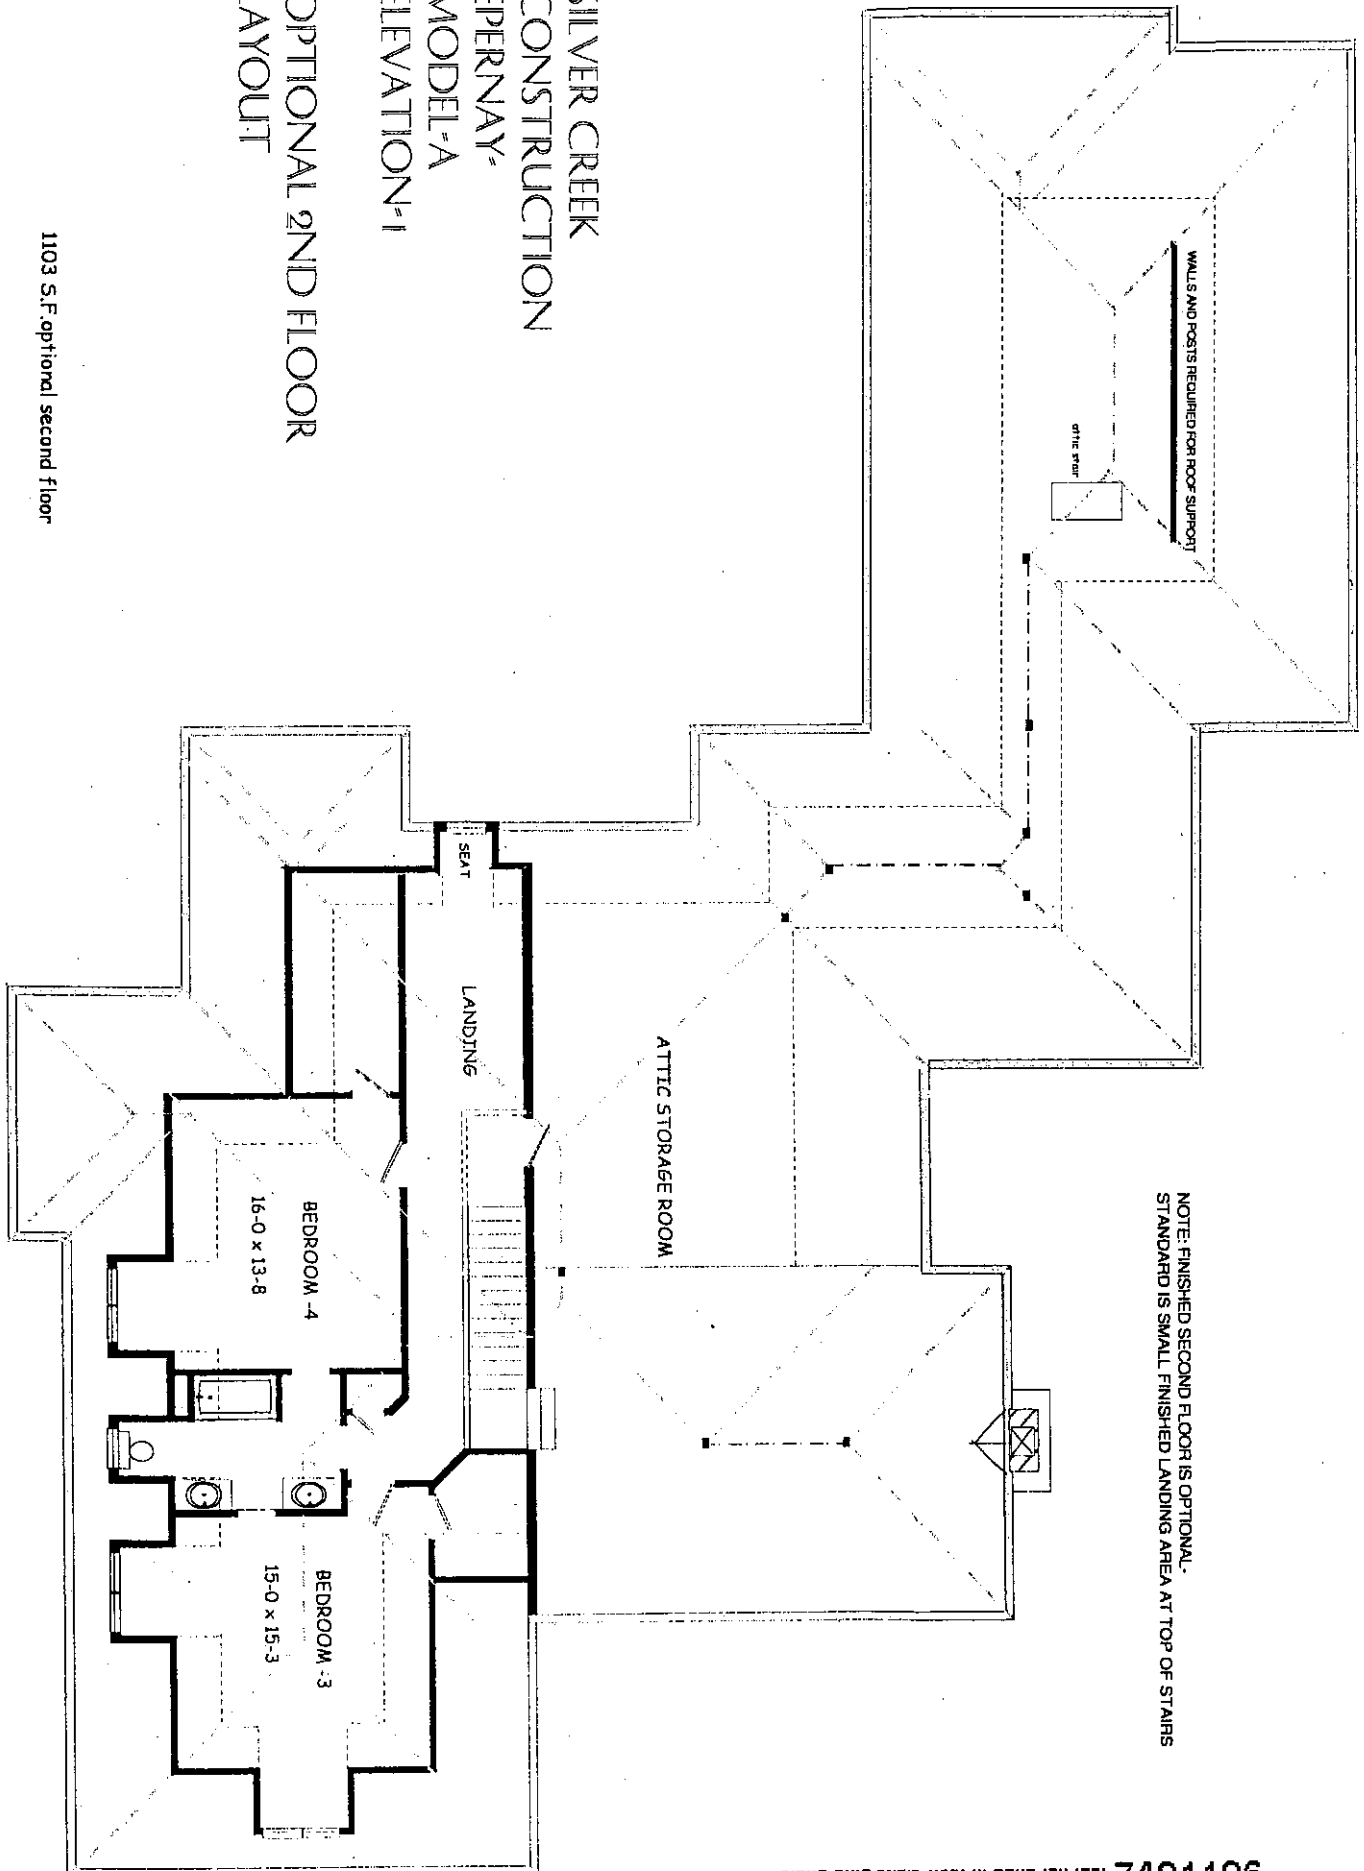 SILVER CREEK
CONSTRUCTION
EPERNAY-
MODEL-A
ELEVATION-1
OPTIONAL 2ND FLOOR
LAYOUT
1103 S.F. optional second floor
NOTE: FINISHED SECOND FLOOR IS OPTIONAL-
STANDARD IS SMALL FINISHED LANDING AREA AT TOP OF STAIRS
WALLS AND POSTS REQUIRED FOR ROOF SUPPORT
attic stair
ATTIC STORAGE ROOM
SEAT
LANDING
BEDROOM -4
16-0 x 13-8
BEDROOM -3
15-0 x 15-3